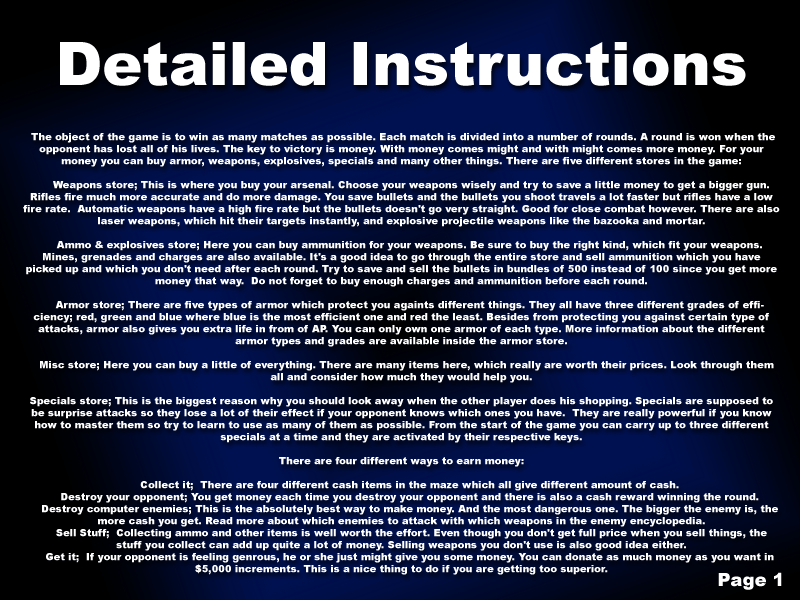 Detailed Instructions
The object of the game is to win as many matches as possible. Each match is divided into a number of rounds. A round is won when the
opponent has lost all of his lives. The key to victory is money. With money comes might and with might comes more money. For your
money you can buy armor, weapons, explosives, specials and many other things. There are five different stores in the game:
Weapons store; This is where you buy your arsenal. Choose your weapons wisely and try to save a little money to get a bigger gun.
Rifles fire much more accurate and do more damage. You save bullets and the bullets you shoot travels a lot faster but rifles have a low
fire rate.  Automatic weapons have a high fire rate but the bullets doesn't go very straight. Good for close combat however. There are also
laser weapons, which hit their targets instantly, and explosive projectile weapons like the bazooka and mortar.
Ammo & explosives store; Here you can buy ammunition for your weapons. Be sure to buy the right kind, which fit your weapons.
Mines, grenades and charges are also available. It's a good idea to go through the entire store and sell ammunition which you have
picked up and which you don't need after each round. Try to save and sell the bullets in bundles of 500 instead of 100 since you get more
money that way.  Do not forget to buy enough charges and ammunition before each round.
Armor store; There are five types of armor which protect you againts different things. They all have three different grades of effi-
ciency; red, green and blue where blue is the most efficient one and red the least. Besides from protecting you against certain type of
attacks, armor also gives you extra life in from of AP. You can only own one armor of each type. More information about the different
armor types and grades are available inside the armor store.
Misc store; Here you can buy a little of everything. There are many items here, which really are worth their prices. Look through them
all and consider how much they would help you.
Specials store; This is the biggest reason why you should look away when the other player does his shopping. Specials are supposed to
be surprise attacks so they lose a lot of their effect if your opponent knows which ones you have.  They are really powerful if you know
how to master them so try to learn to use as many of them as possible. From the start of the game you can carry up to three different
specials at a time and they are activated by their respective keys.
There are four different ways to earn money:
Collect it;  There are four different cash items in the maze which all give different amount of cash.
Destroy your opponent; You get money each time you destroy your opponent and there is also a cash reward winning the round.
Destroy computer enemies; This is the absolutely best way to make money. And the most dangerous one. The bigger the enemy is, the
more cash you get. Read more about which enemies to attack with which weapons in the enemy encyclopedia.
Sell Stuff;  Collecting ammo and other items is well worth the effort. Even though you don't get full price when you sell things, the
stuff you collect can add up quite a lot of money. Selling weapons you don't use is also good idea either.
Get it;  If your opponent is feeling genrous, he or she just might give you some money. You can donate as much money as you want in
$5,000 increments. This is a nice thing to do if you are getting too superior.
Page 1